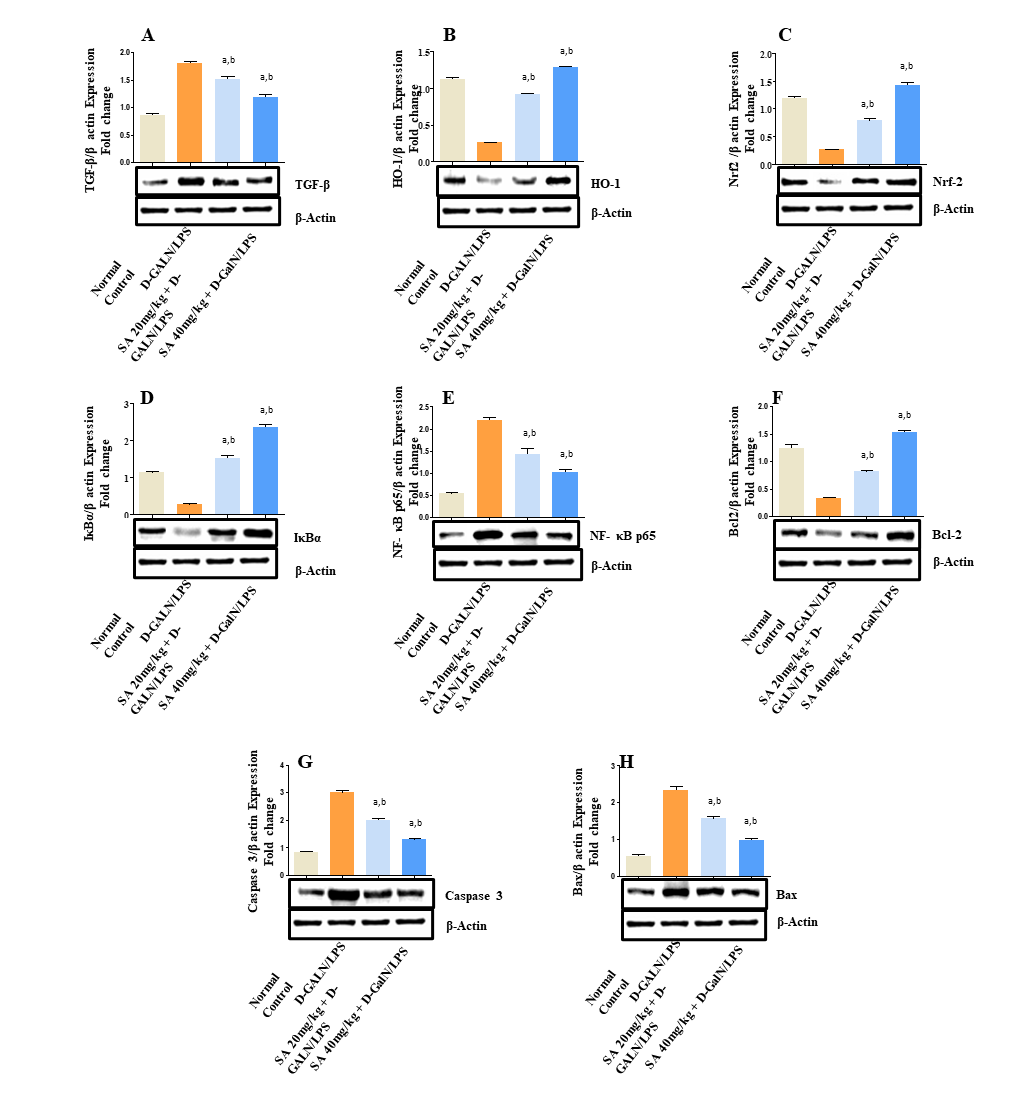 A
TGF-β/β actin Expression
Fold change
2.0
1.5
1.0
0.5
0.0
a,b
a,b
TGF-β
β-Actin
Normal
Control
D-GALN/LPS
SA 20mg/kg + D-
GALN/LPS
SA 40mg/kg + D-GalN/LPS
B
HO-1/β actin Expression
Fold change
1.5
1.0
0.5
0.0
a,b
a,b
HO-1
β-Actin
Normal
Control
D-GALN/LPS
SA 20mg/kg + D-
GALN/LPS
SA 40mg/kg + D-GalN/LPS
C
Nrf2 /β actin Expression
Fold change
2.0
1.5
1.0
0.5
0.0
a,b
a,b
Nrf-2
β-Actin
Normal
Control
D-GALN/LPS
SA 20mg/kg + D-
GALN/LPS
SA 40mg/kg + D-GalN/LPS
D
IκBα/β actin Expression
Fold change
3
2
1
0
a,b
a,b
IκBα
β-Actin
Normal
Control
D-GALN/LPS
SA 20mg/kg + D-
GALN/LPS
SA 40mg/kg + D-GalN/LPS
E
NF- κB p65/β actin Expression
Fold change
2.5
2.0
1.5
1.0
0.5
0.0
a,b
a,b
NF- κB p65
β-Actin
Normal
Control
D-GALN/LPS
SA 20mg/kg + D-
GALN/LPS
SA 40mg/kg + D-GalN/LPS
F
Bcl2/β actin Expression
Fold change
2.0
1.5
1.0
0.5
0.0
a,b
a,b
Bcl-2
β-Actin
Normal
Control
D-GALN/LPS
SA 20mg/kg + D-
GALN/LPS
SA 40mg/kg + D-GalN/LPS
G
Caspase 3/β actin Expression
Fold change
4
3
2
1
0
a,b
a,b
Caspase 3
β-Actin
Normal
Control
D-GALN/LPS
SA 20mg/kg + D-
GALN/LPS
SA 40mg/kg + D-GalN/LPS
H
Bax/β actin Expression
Fold change
3
2
1
0
a,b
a,b
Bax
β-Actin
Normal
Control
D-GALN/LPS
SA 20mg/kg + D-
GALN/LPS
SA 40mg/kg + D-GalN/LPS